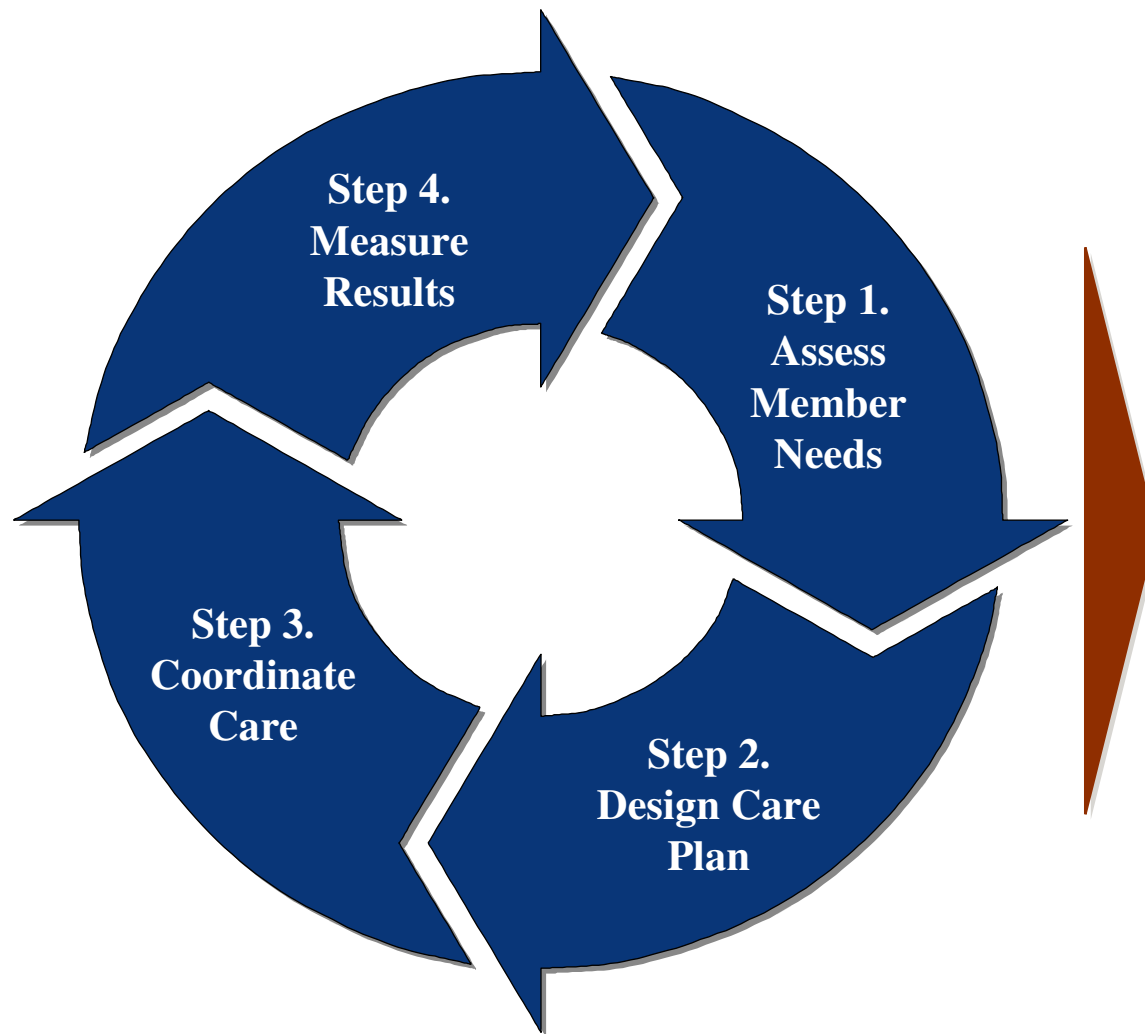 Step 1.
Assess
Member
Needs
Step 2.
Design Care
Plan
Step 3.
Coordinate
Care
Step 4.
Measure
Results